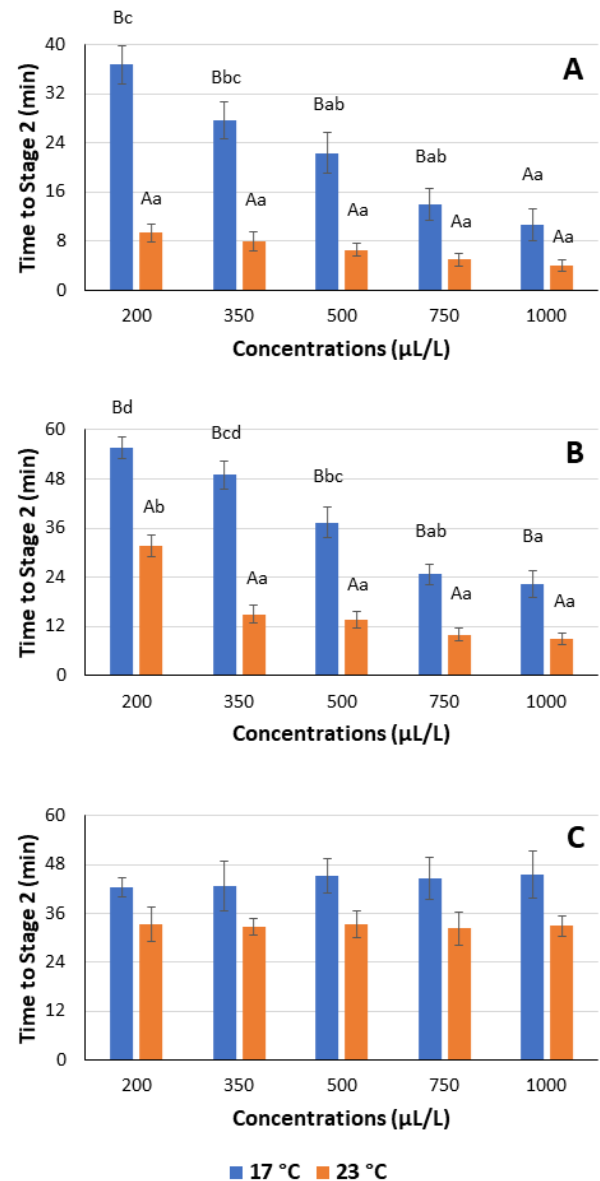 Bc
40
A
Bbc
32
Bab
24
Bab
Aa
Aa
Aa
16
Aa
Aa
Aa
8
0
Time to Stage 2 (min)
200 350 500 750 1000
Concentrations (µL/L)
Bd
60
Bcd
B
48
Bbc
Ab
Bab
Ba
36
Aa
Aa
Aa
Aa
24
12
0
Time to Stage 2 (min)
200 350 500 750 1000
Concentrations (µL/L)
60
C
48
36
24
12
0
Time to Stage 2 (min)
200 350 500 750 1000
Concentrations (µL/L)
17 °C 23 °C